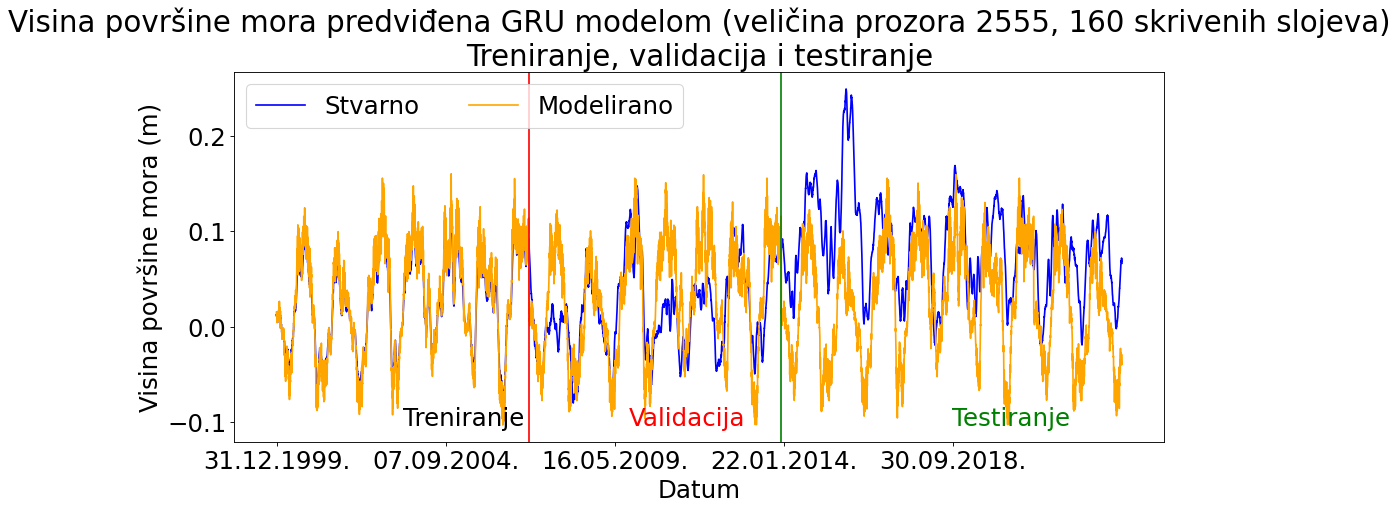 Visina površine mora predviđena GRU modelom (veličina prozora 2555, 160 skrivenih slojeva)
Treniranje, validacija i testiranje
Stvarno
Modelirano
Visina površine mora (m)
0.2
0.1
0.0
−0.1
Treniranje
Validacija
Testiranje
31.12.1999.
07.09.2004.
16.05.2009.
22.01.2014.
30.09.2018.
Datum